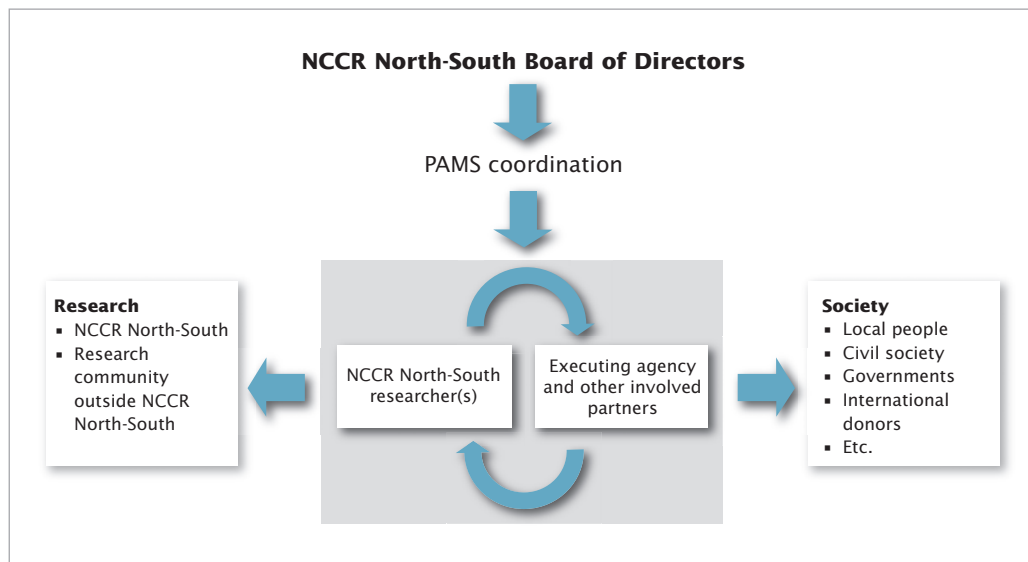 NCCR North-South Board of Directors
PAMS coordination
Research
▪ NCCR North-South
▪ Research
community
outside NCCR
North-South
NCCR North-South
researcher(s)
Executing agency
and other involved
partners
Society
▪ Local people
▪ Civil society
▪ Governments
▪ International
donors
▪ Etc.